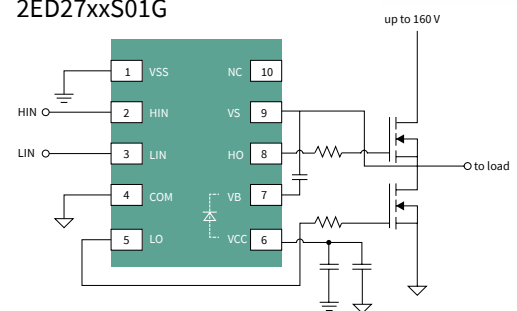 2ED27xxS01G
up to 160 V
1 VSS NC 10
HIN 2 HIN VS 9
LIN 3 LIN HO 8
to load
4 COM VB 7
5 LO VCC 6